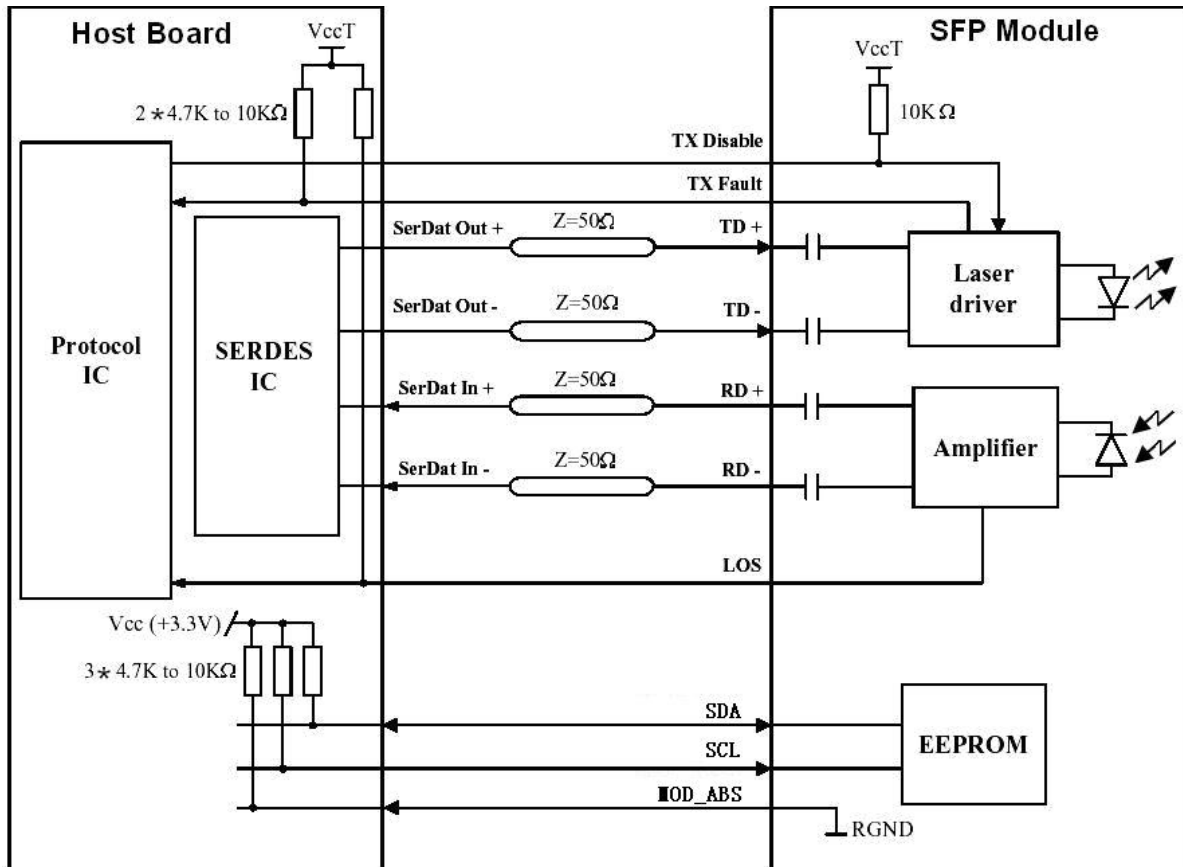 Host Board
SFP Module
VccT
VccT
2*4.7K to 10KΩ
10KΩ
TX Disable
TX Fault
SerDat Out +
Z=50Ω
TD +
SerDat Out -
Z=50Ω
TD -
Laser
driver
Protocol
IC
SERDES
IC
SerDat In +
Z=50Ω
RD +
SerDat In -
Z=50Ω
RD -
Amplifier
LOS
Vcc (+3.3V)
3*4.7K to 10KΩ
SDA
SCL
MOD_ABS
EEPROM
RGND